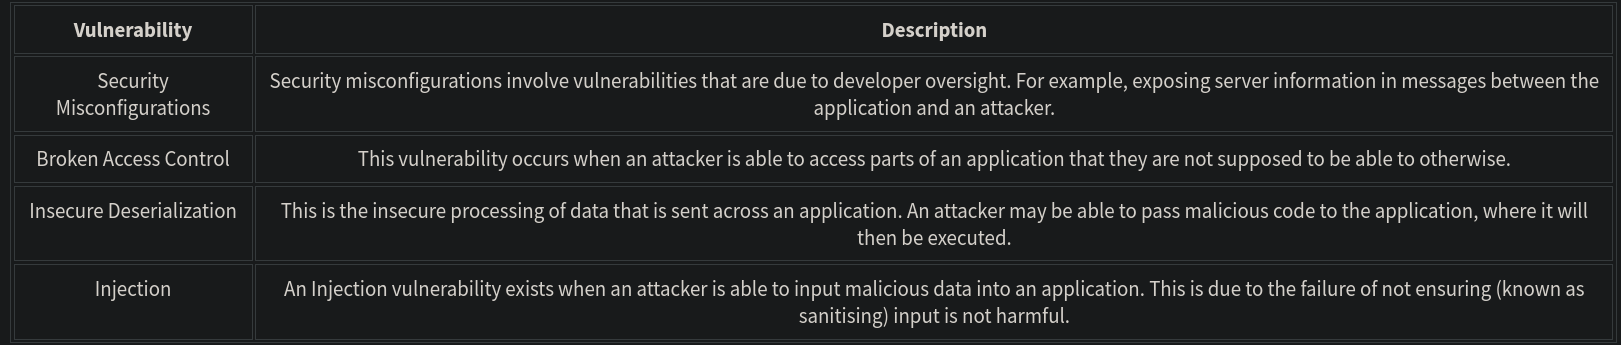 Vulnerability
Description
Security
Misconfigurations
Security misconfigurations involve vulnerabilities that are due to developer oversight. For example, exposing server information in messages between the
application and an attacker.
Broken Access Control
This vulnerability occurs when an attacker is able to access parts of an application that they are not supposed to be able to otherwise.
Insecure Deserialization
This is the insecure processing of data that is sent across an application. An attacker may be able to pass malicious code to the application, where it will
then be executed.
Injection
An Injection vulnerability exists when an attacker is able to input malicious data into an application. This is due to the failure of not ensuring (known as
sanitising) input is not harmful.